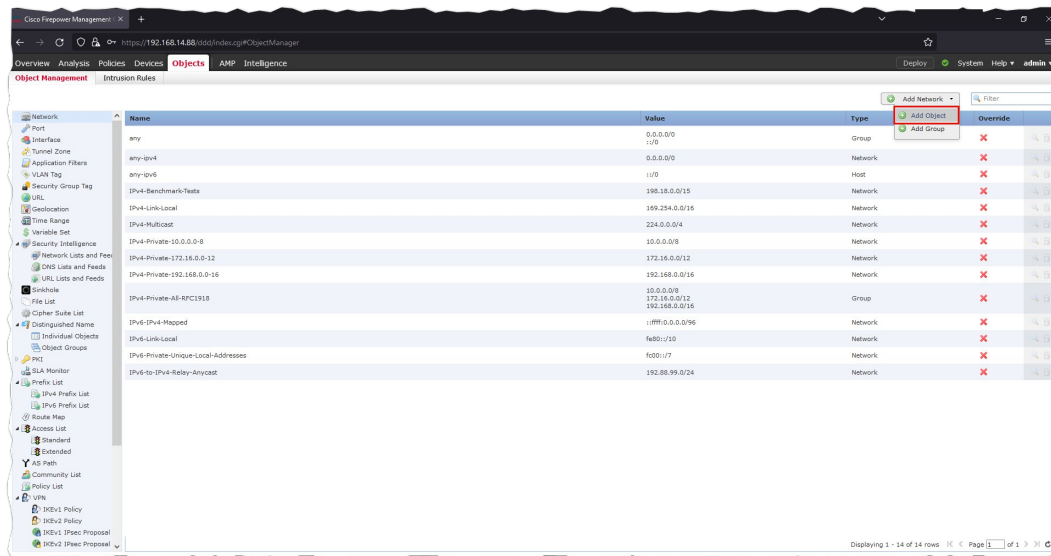 Cisco Firepower Management
https://192.168.14.88/ddd/index.cgi#ObjectManager
Overview Analysis Policies Devices Objects AMP Intelligence Deploy System Help admin
Object Management Intrusion Rules
Add Network Filter
Add Object
Add Group
Network
Port
Interface
Tunnel Zone
Application Filters
VLAN Tag
Security Group Tag
URL
Geolocation
Time Range
Variable Set
Security Intelligence
Network Lists and Feed
DNS Lists and Feeds
URL Lists and Feeds
Sinkhole
File List
Cipher Suite List
Distinguished Name
Individual Objects
Object Groups
PKI
SLA Monitor
Prefix List
IPv4 Prefix List
IPv6 Prefix List
Route Map
Access List
Standard
Extended
AS Path
Community List
Policy List
VPN
IKEv1 Policy
IKEv2 Policy
IKEv1 IPsec Proposal
IKEv2 IPsec Proposal
Name Value Type Override
any 0.0.0.0/0 Group
::/0
any-ipv4 0.0.0.0/0 Network
any-ipv6 ::/0 Host
IPv4-Benchmark-Tests 198.18.0.0/15 Network
IPv4-Link-Local 169.254.0.0/16 Network
IPv4-Multicast 224.0.0.0/4 Network
IPv4-Private-10.0.0.0-8 10.0.0.0/8 Network
IPv4-Private-172.16.0.0-12 172.16.0.0/12 Network
IPv4-Private-192.168.0.0-16 192.168.0.0/16 Network
IPv4-Private-All-RFC1918 10.0.0.0/8 Group
172.16.0.0/12
192.168.0.0/16
IPv6-IPv4-Mapped ::ffff:0.0.0.0/96 Network
IPv6-Link-Local fe80::/10 Network
IPv6-Private-Unique-Local-Addresses fc00::/7 Network
IPv6-to-IPv4-Relay-Anycast 192.88.99.0/24 Network
Displaying 1 - 14 of 14 rows Page 1 of 1